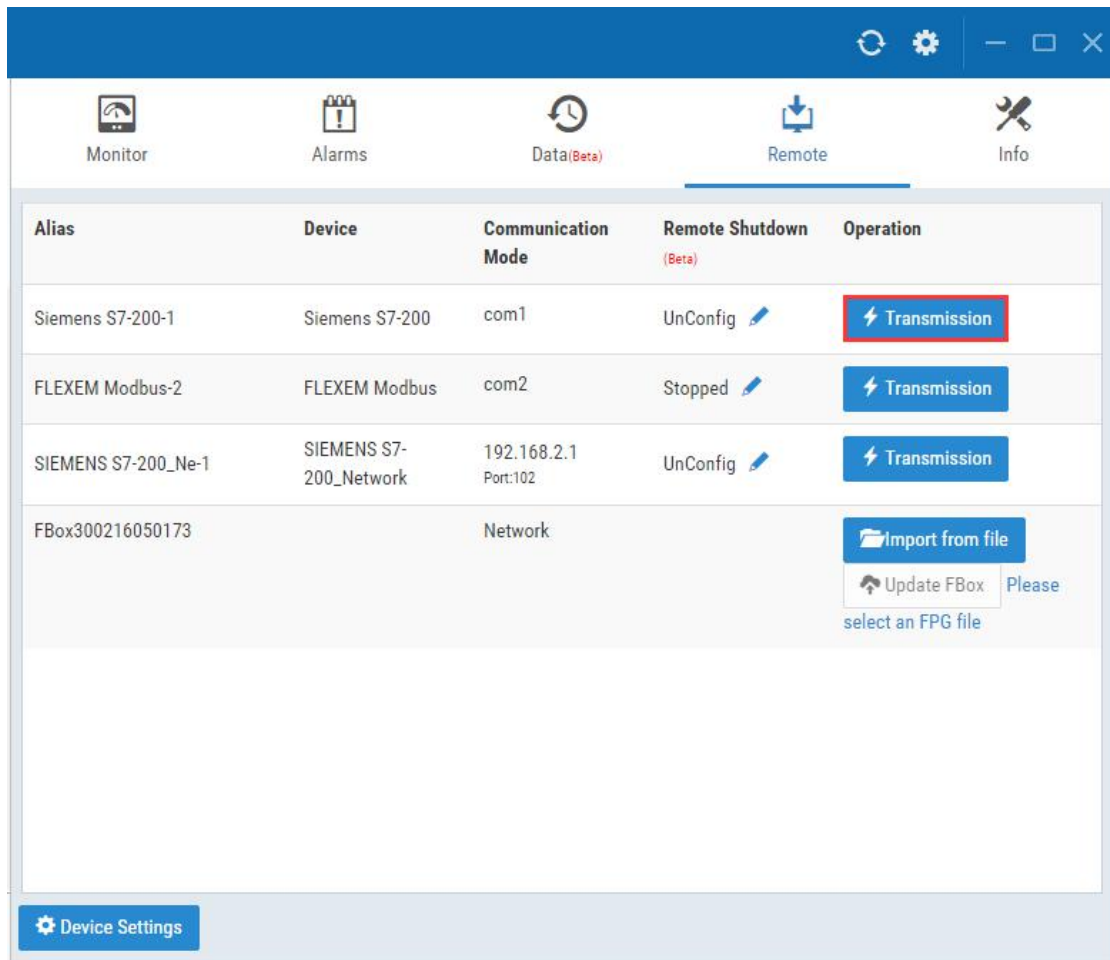 Monitor
Alarms
Data(Beta)
Remote
Info
Alias
Device
Communication
Mode
Remote Shutdown
(Beta)
Operation
Siemens S7-200-1
Siemens S7-200
com1
UnConfig
Transmission
FLEXEM Modbus-2
FLEXEM Modbus
com2
Stopped
Transmission
SIEMENS S7-200_Ne-1
SIEMENS S7-
200_Network
192.168.2.1
Port:102
UnConfig
Transmission
FBox300216050173
Network
Import from file
Update FBox
Please
select an FPG file
Device Settings